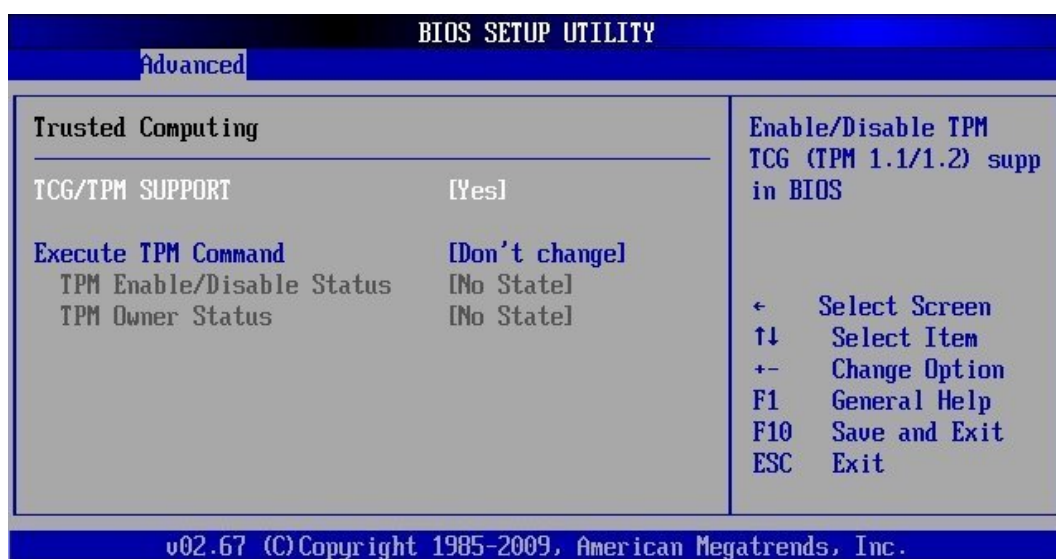 BIOS SETUP UTILITY
Advanced
Trusted Computing
TCG/TPM SUPPORT [Yes]
Execute TPM Command [Don't change]
TPM Enable/Disable Status [No State]
TPM Owner Status [No State]
Enable/Disable TPM
TCG (TPM 1.1/1.2) supp
in BIOS
← Select Screen
↑↓ Select Item
+- Change Option
F1 General Help
F10 Save and Exit
ESC Exit
v02.67 (C)Copyright 1985-2009, American Megatrends, Inc.